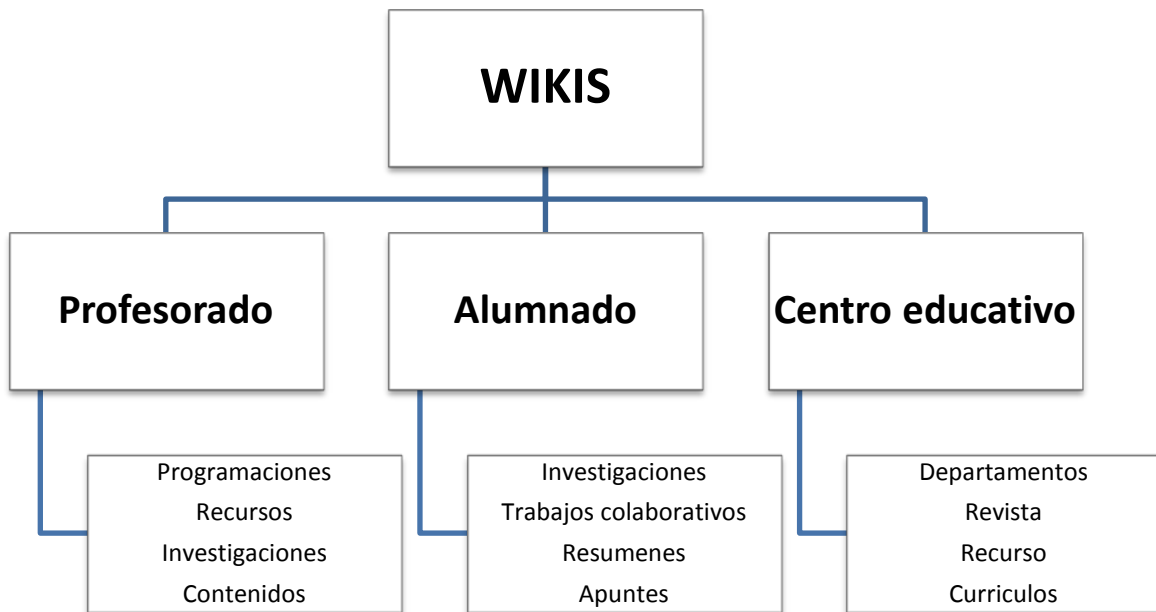 WIKIS
Profesorado
Alumnado
Centro educativo
Programaciones
Recursos
Investigaciones
Contenidos
Investigaciones
Trabajos colaborativos
Resumenes
Apuntes
Departamentos
Revista
Recurso
Curriculos